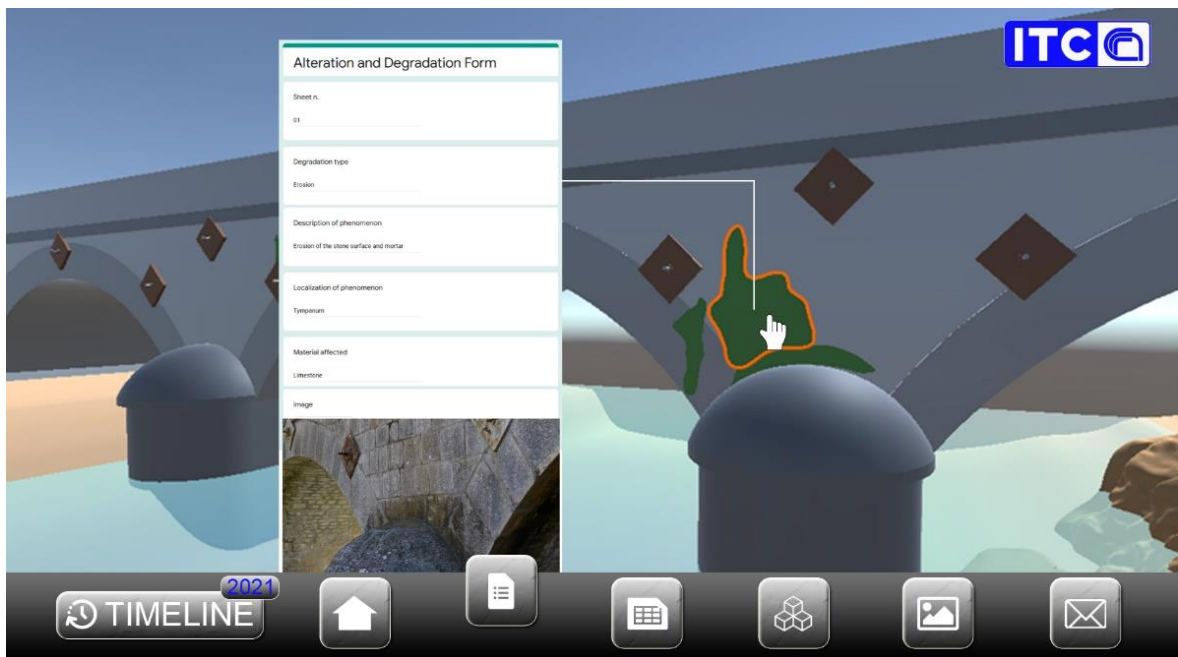 ITC
Alteration and Degradation Form
Sheet n.
01
Degradation type
Erosion
Description of phenomenon
Erosion of the stone surface and mortar
Localization of phenomenon
Tympanum
Material affected
Limestone
Image
2021
TIMELINE